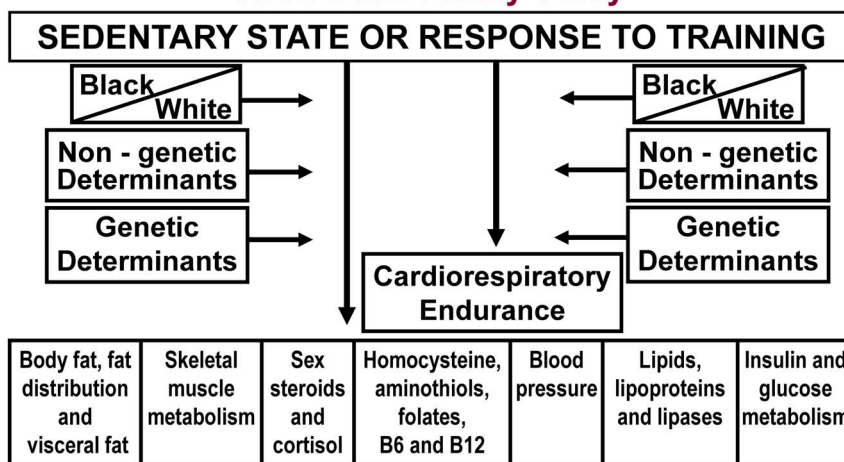 SEDENTARY STATE OR RESPONSE TO TRAINING
Black
White
Non - genetic
Determinants
Genetic
Determinants
Black
White
Non - genetic
Determinants
Genetic
Determinants
Cardiorespiratory
Endurance
Body fat, fat
distribution
and
visceral fat
Skeletal
muscle
metabolism
Sex
steroids
and
cortisol
Homocysteine,
aminothiols,
folates,
B6 and B12
Blood
pressure
Lipids,
lipoproteins
and lipases
Insulin and
glucose
metabolism